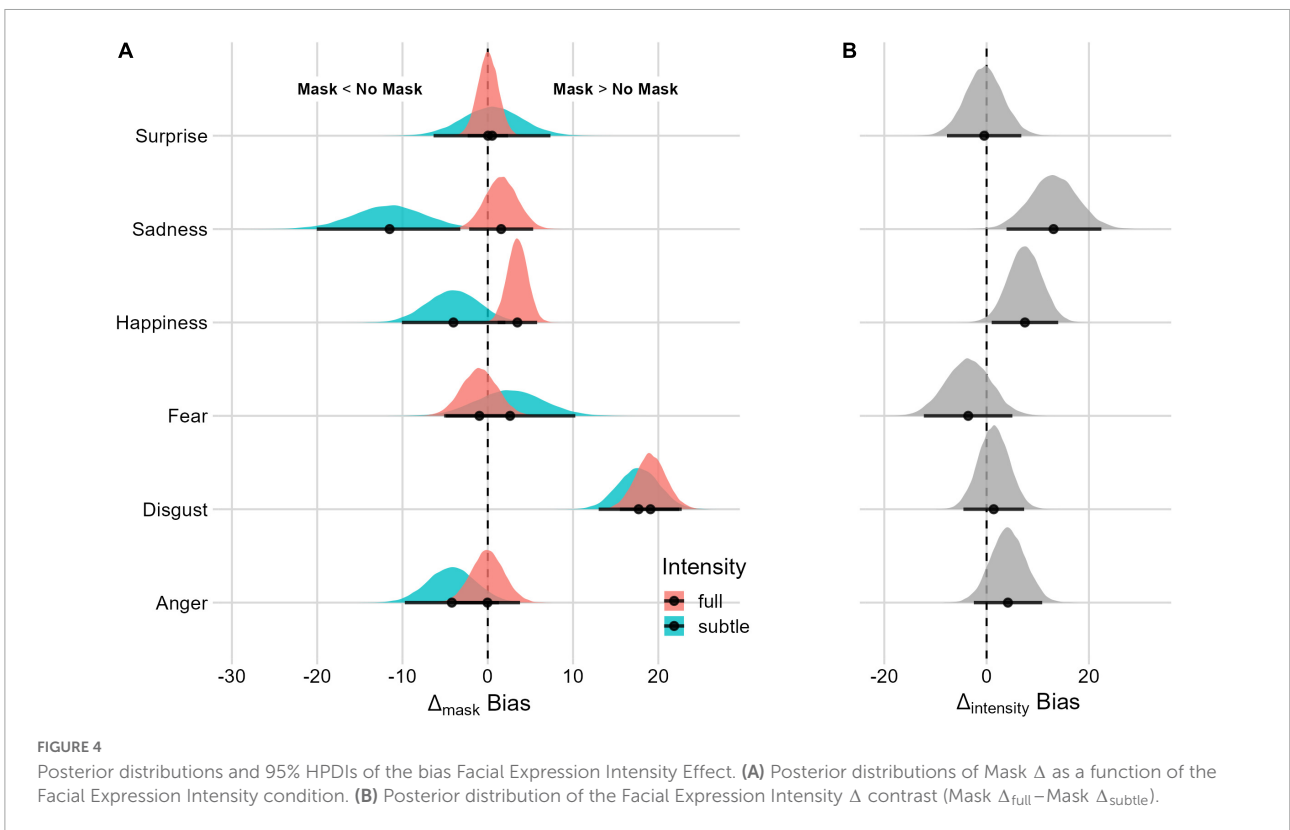 A
B
Mask < No Mask
Mask > No Mask
Surprise
Sadness
Happiness
Fear
Disgust
Anger
Intensity
full
subtle
-30 -20 -10 0 10 20
Δmask Bias
-20 0 20
Δintensity Bias
FIGURE 4
Posterior distributions and 95% HPDIs of the bias Facial Expression Intensity Effect. (A) Posterior distributions of Mask Δ as a function of the
Facial Expression Intensity condition. (B) Posterior distribution of the Facial Expression Intensity Δ contrast (Mask Δfull–Mask Δsubtle).